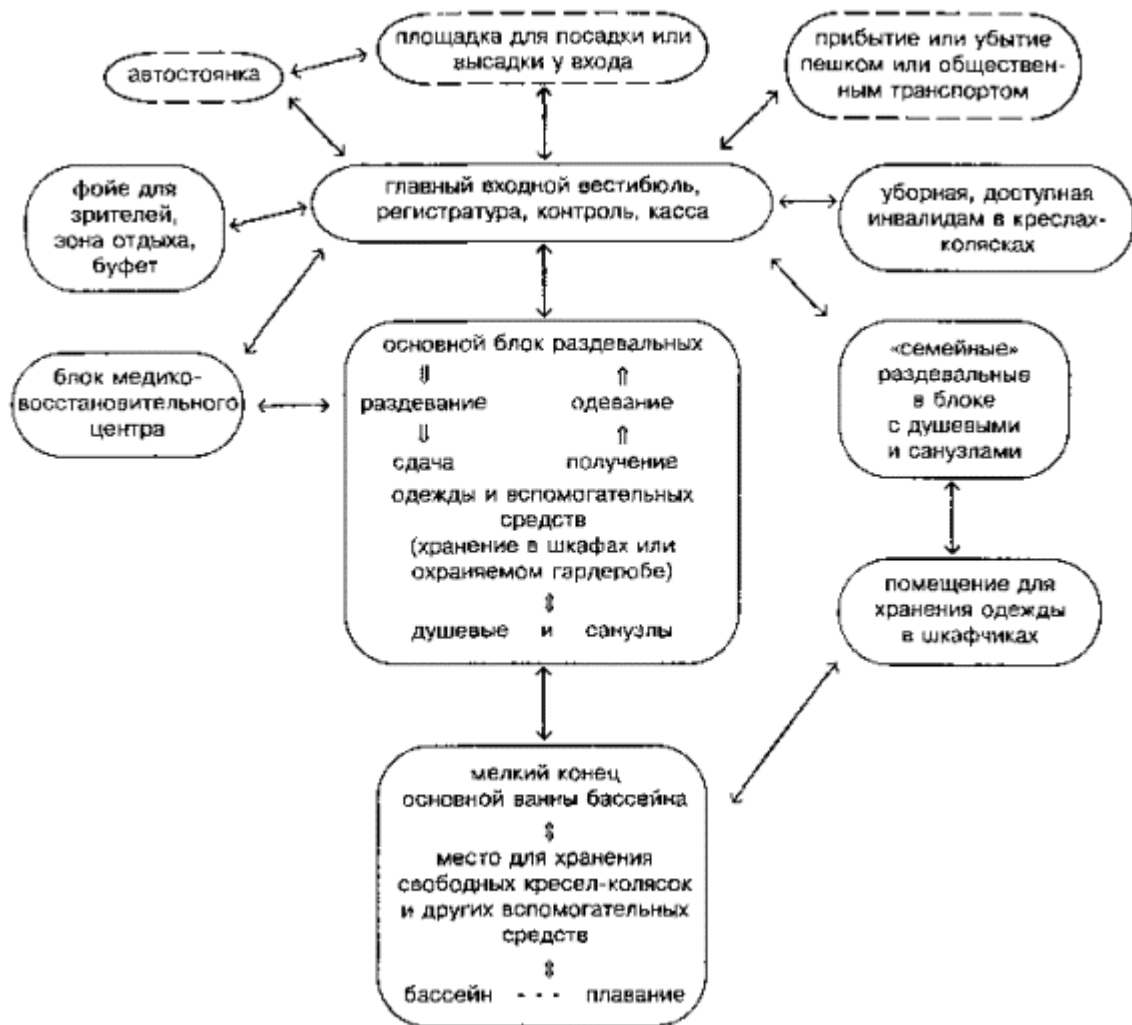 площадка для посадки или
высадки у входа
прибытие или убытие
пешком или обществен-
ным транспортом
автостоянка
фойе для
зрителей,
зона отдыха,
буфет
главный входной вестибюль,
регистратура, контроль, касса
уборная, доступная
инвалидам в креслах-
колясках
блок медико-
восстановительного
центра
основной блок раздевальных
раздевание одевание
сдача получение
одежды и вспомогательных
средств
(хранение в шкафах или
охраняемом гардеробе)
душевые и санузлы
«семейные»
раздевальные
в блоке
с душевыми
и санузлами
помещение для
хранения одежды
в шкафчиках
мелкий конец
основной ванны бассейна
место для хранения
свободных кресел-колясок
и других вспомогательных
средств
бассейн - - - плавание